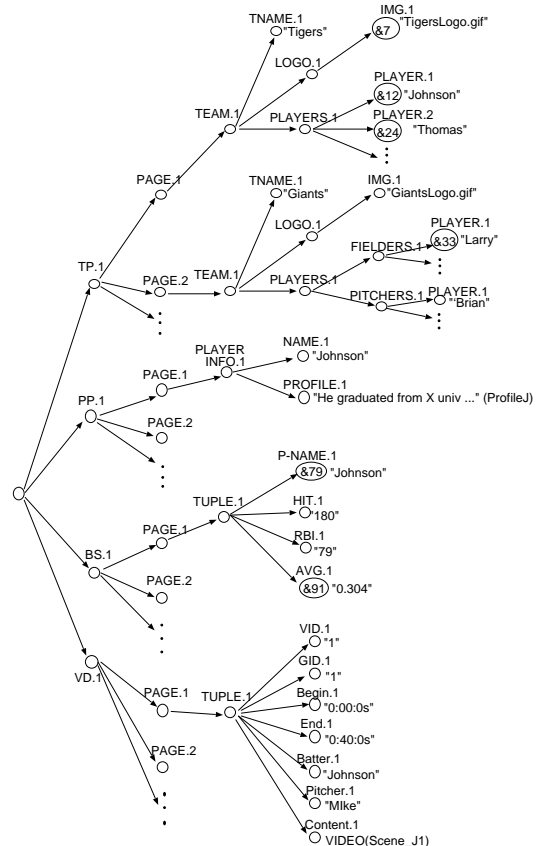 TNAME.1
"Tigers"
IMG.1
"TigersLogo.gif"
&7
LOGO.1
PLAYER.1
&12 "Johnson"
PLAYER.2
&24 "Thomas"
TEAM.1
PLAYERS.1
PAGE.1
TNAME.1
"Giants"
IMG.1
"GiantsLogo.gif"
LOGO.1
PLAYER.1
&33 "Larry"
FIELDERS.1
TP.1
PAGE.2
TEAM.1
PLAYERS.1
PITCHERS.1
PLAYER.1
"'Brian"
NAME.1
"Johnson"
PLAYER
INFO.1
PAGE.1
PROFILE.1
"He graduated from X univ ..." (ProfileJ)
PP.1
PAGE.2
P-NAME.1
&79 "Johnson"
TUPLE.1
HIT.1
"180"
PAGE.1
RBI.1
"79"
BS.1
AVG.1
&91 "0.304"
PAGE.2
VID.1
"1"
GID.1
"1"
VD.1
PAGE.1
TUPLE.1
Begin.1
"0:00:0s"
End.1
"0:40:0s"
PAGE.2
Batter.1
"Johnson"
Pitcher.1
"MIke"
Content.1
VIDEO(Scene_J1)